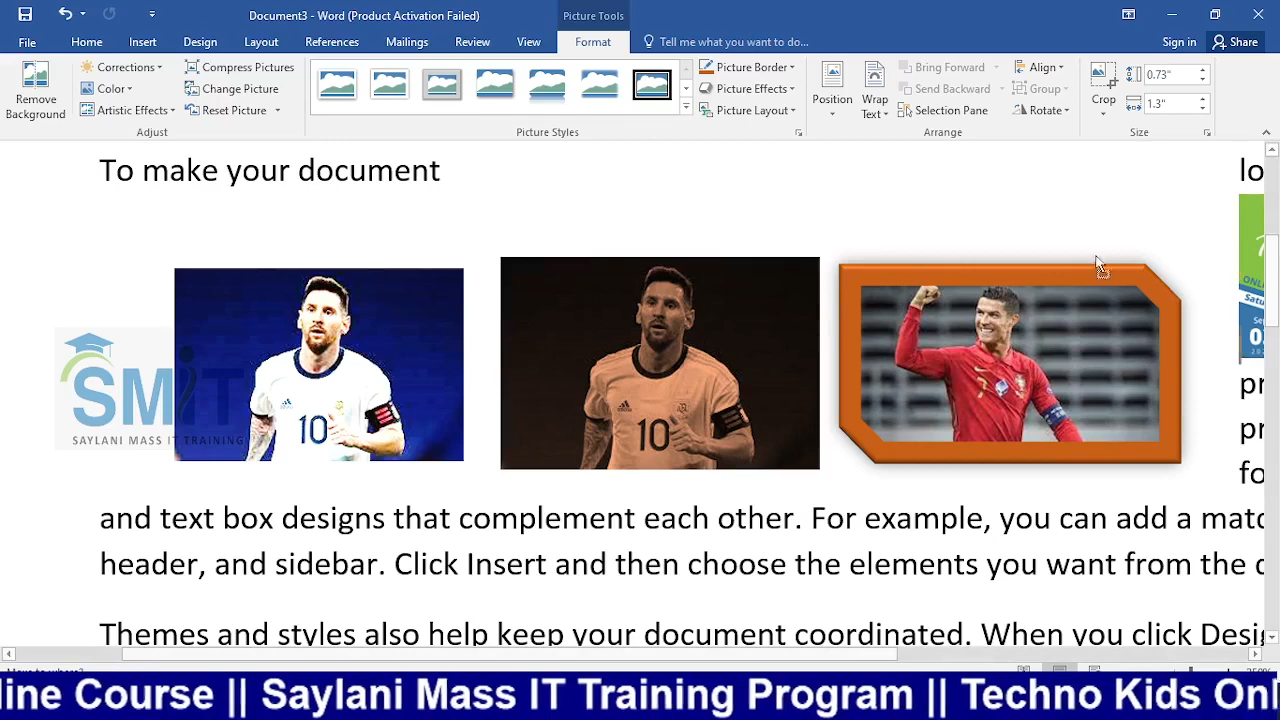 Document3 - Word (Product Activation Failed)
Picture Tools
File
Home
Insert
Design
Layout
References
Mailings
Review
View
Format
Tell me what you want to do...
Sign in
Share
Remove
Background
Corrections
Color
Artistic Effects
Compress Pictures
Change Picture
Reset Picture
Adjust
Picture Styles
Picture Border
Picture Effects
Picture Layout
Position
Wrap
Text
Bring Forward
Send Backward
Selection Pane
Align
Group
Rotate
Arrange
Crop
0.73"
1.3"
Size
To make your document
lo
10
10
7
SMiT
SAYLANI MASS IT TRAINING
pr
pr
fo
and text box designs that complement each other. For example, you can add a matc
header, and sidebar. Click Insert and then choose the elements you want from the
Themes and styles also help keep your document coordinated. When you click Desig
line Course || Saylani Mass IT Training Program || Techno Kids Onl